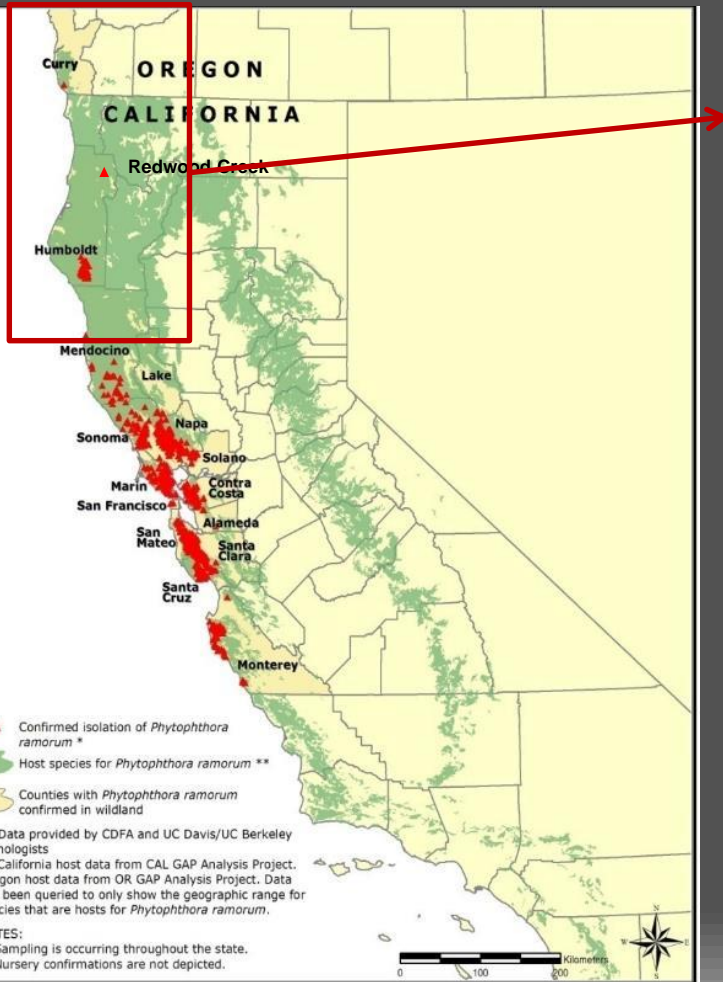 Curry
OREGON
CALIFORNIA
Redwood Creek
Humboldt
Mendocino
Lake
Napa
Sonoma
Solano
Marin
Contra
Costa
San Francisco
Alameda
San
Mateo
Santa
Clara
Santa
Cruz
Monterey
Confirmed isolation of Phytophthora
ramorum *
Host species for Phytophthora ramorum **
Counties with Phytophthora ramorum
confirmed in wildland
Data provided by CDFA and UC Davis/UC Berkeley
nologists
California host data from CAL GAP Analysis Project.
gon host data from OR GAP Analysis Project. Data
been queried to only show the geographic range for
cies that are hosts for Phytophthora ramorum.
TES:
Sampling is occurring throughout the state.
Nursery confirmations are not depicted.
Kilometers
0 100 200
N
W E
S